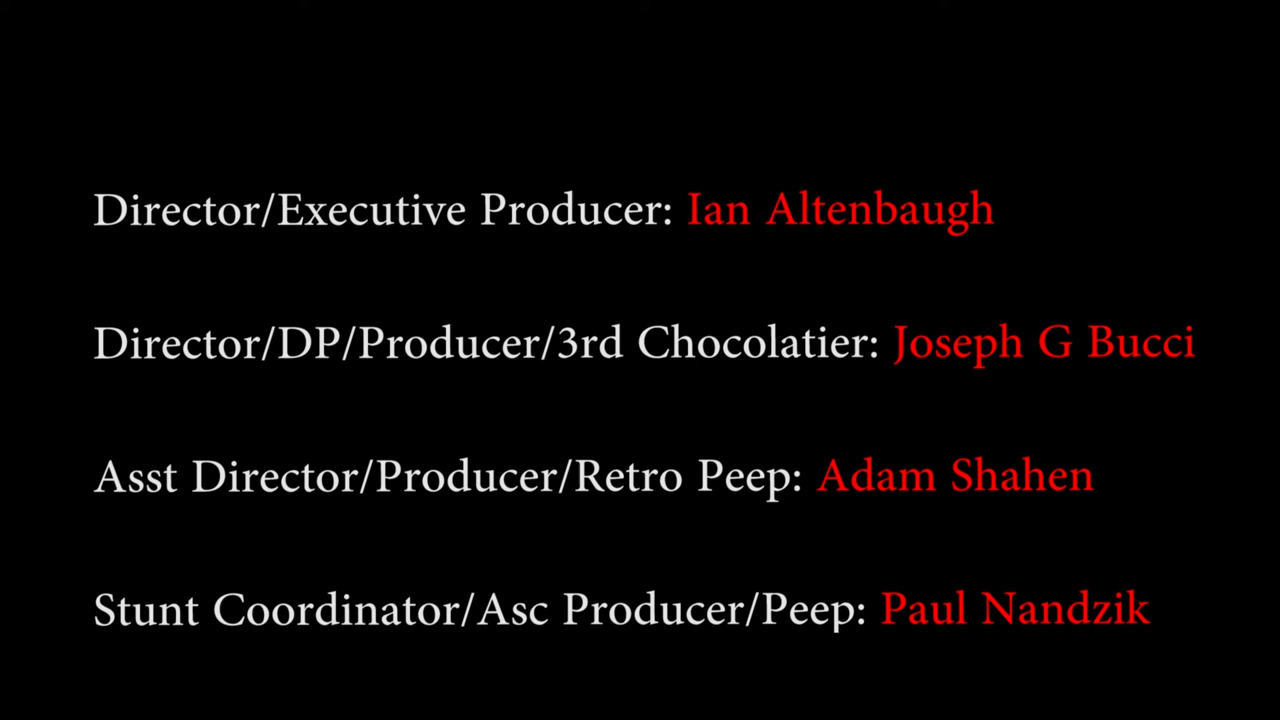 Director/Executive Producer: Ian Altenbaugh
Director/DP/Producer/3rd Chocolatier: Joseph G Bucci
Asst Director/Producer/Retro Peep: Adam Shahen
Stunt Coordinator/Asc Producer/Peep: Paul Nandzik